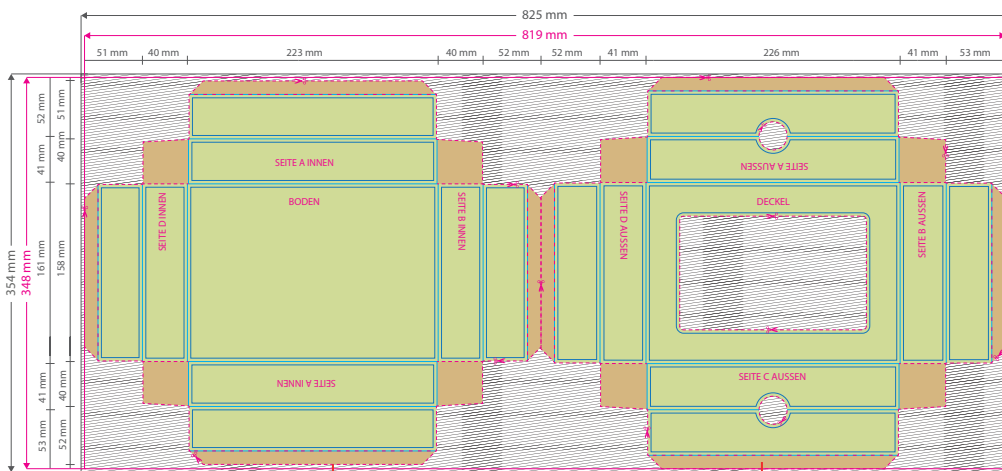 825 mm
819 mm
51 mm
40 mm
223 mm
40 mm
52 mm
52 mm
41 mm
226 mm
41 mm
53 mm
354 mm
348 mm
52 mm
51 mm
41 mm
40 mm
161 mm
158 mm
41 mm
40 mm
53 mm
52 mm
SEITE A INNEN
BODEN
SEITE D INNEN
SEITE B INNEN
SEITE A INNEN
SEITE A AUSSEN
DECKEL
SEITE D AUSSEN
SEITE B AUSSEN
SEITE C AUSSEN